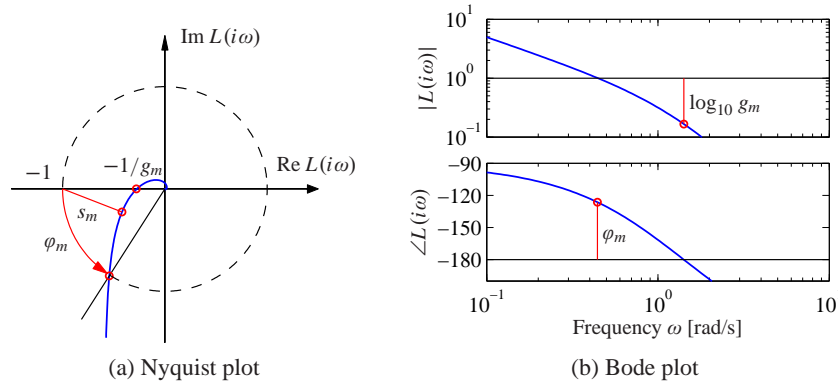 Im L(iω)
−1
−1/g_m
Re L(iω)
s_m
φ_m
(a) Nyquist plot
|L(iω)|
10^1
10^0
10^−1
log_10 g_m
∠L(iω)
−90
−120
−150
−180
φ_m
10^−1
10^0
10
Frequency ω [rad/s]
(b) Bode plot